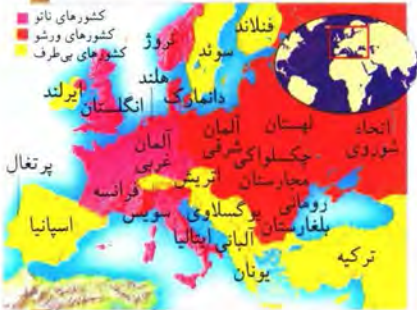 کشورهای ناتو
کشورهای ورشو
کشورهای بی‌طرف
فنلاند
نروژ
سوئد
ایرلند
هلند
انگلستان
دانمارک
لهستان
آلمان
شرقی
اتحاد
شوروی
آلمان
غربی
چکسلواکی
پرتغال
اتریش
مجارستان
فرانسه
رومانی
سویس
یوگسلاوی
بلغارستان
اسپانیا
ایتالیا
آلبانی
ترکیه
یونان